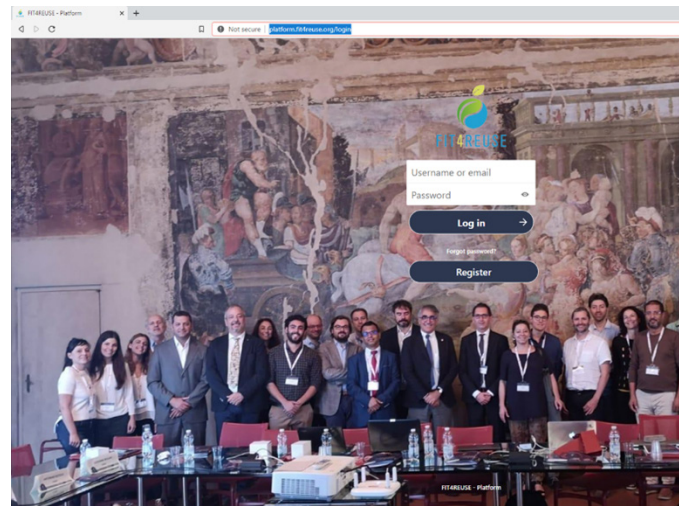 FIT4REUSE - Platform
Not secure | platform.fit4reuse.org/login
FIT4REUSE
Username or email
Password
Log in
Forgot password?
Register
FIT4REUSE - Platform